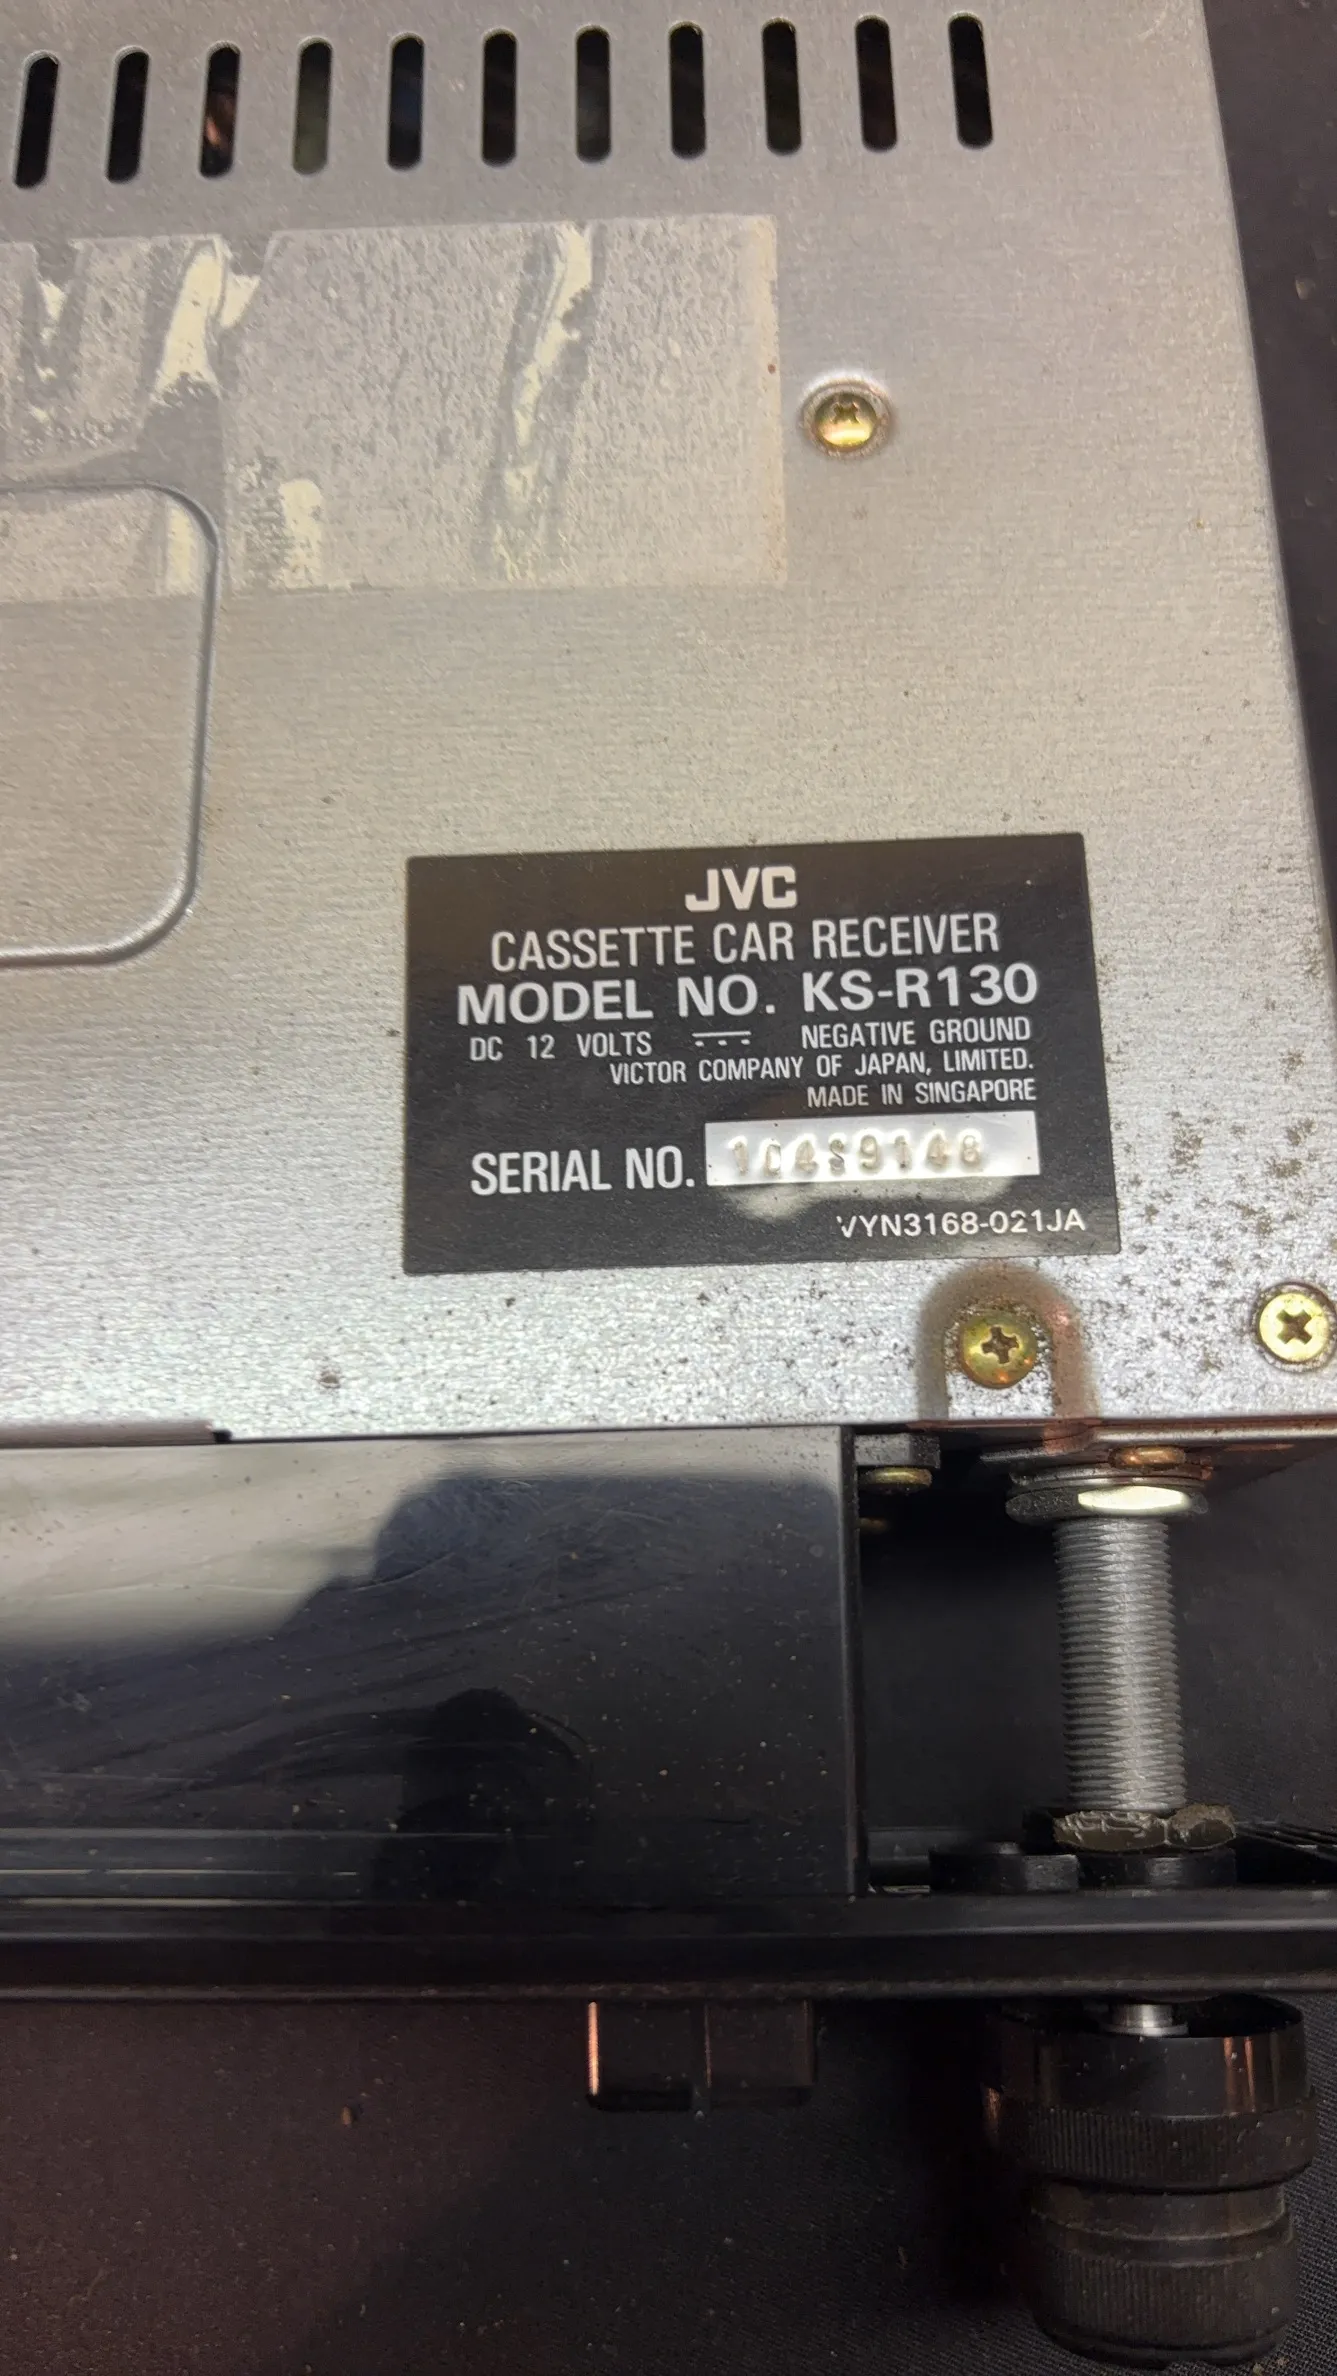 JVC
CASSETTE CAR RECEIVER
MODEL NO. KS-R130
DC 12 VOLTS NEGATIVE GROUND
VICTOR COMPANY OF JAPAN, LIMITED.
MADE IN SINGAPORE
SERIAL NO.
VYN3168-021JA